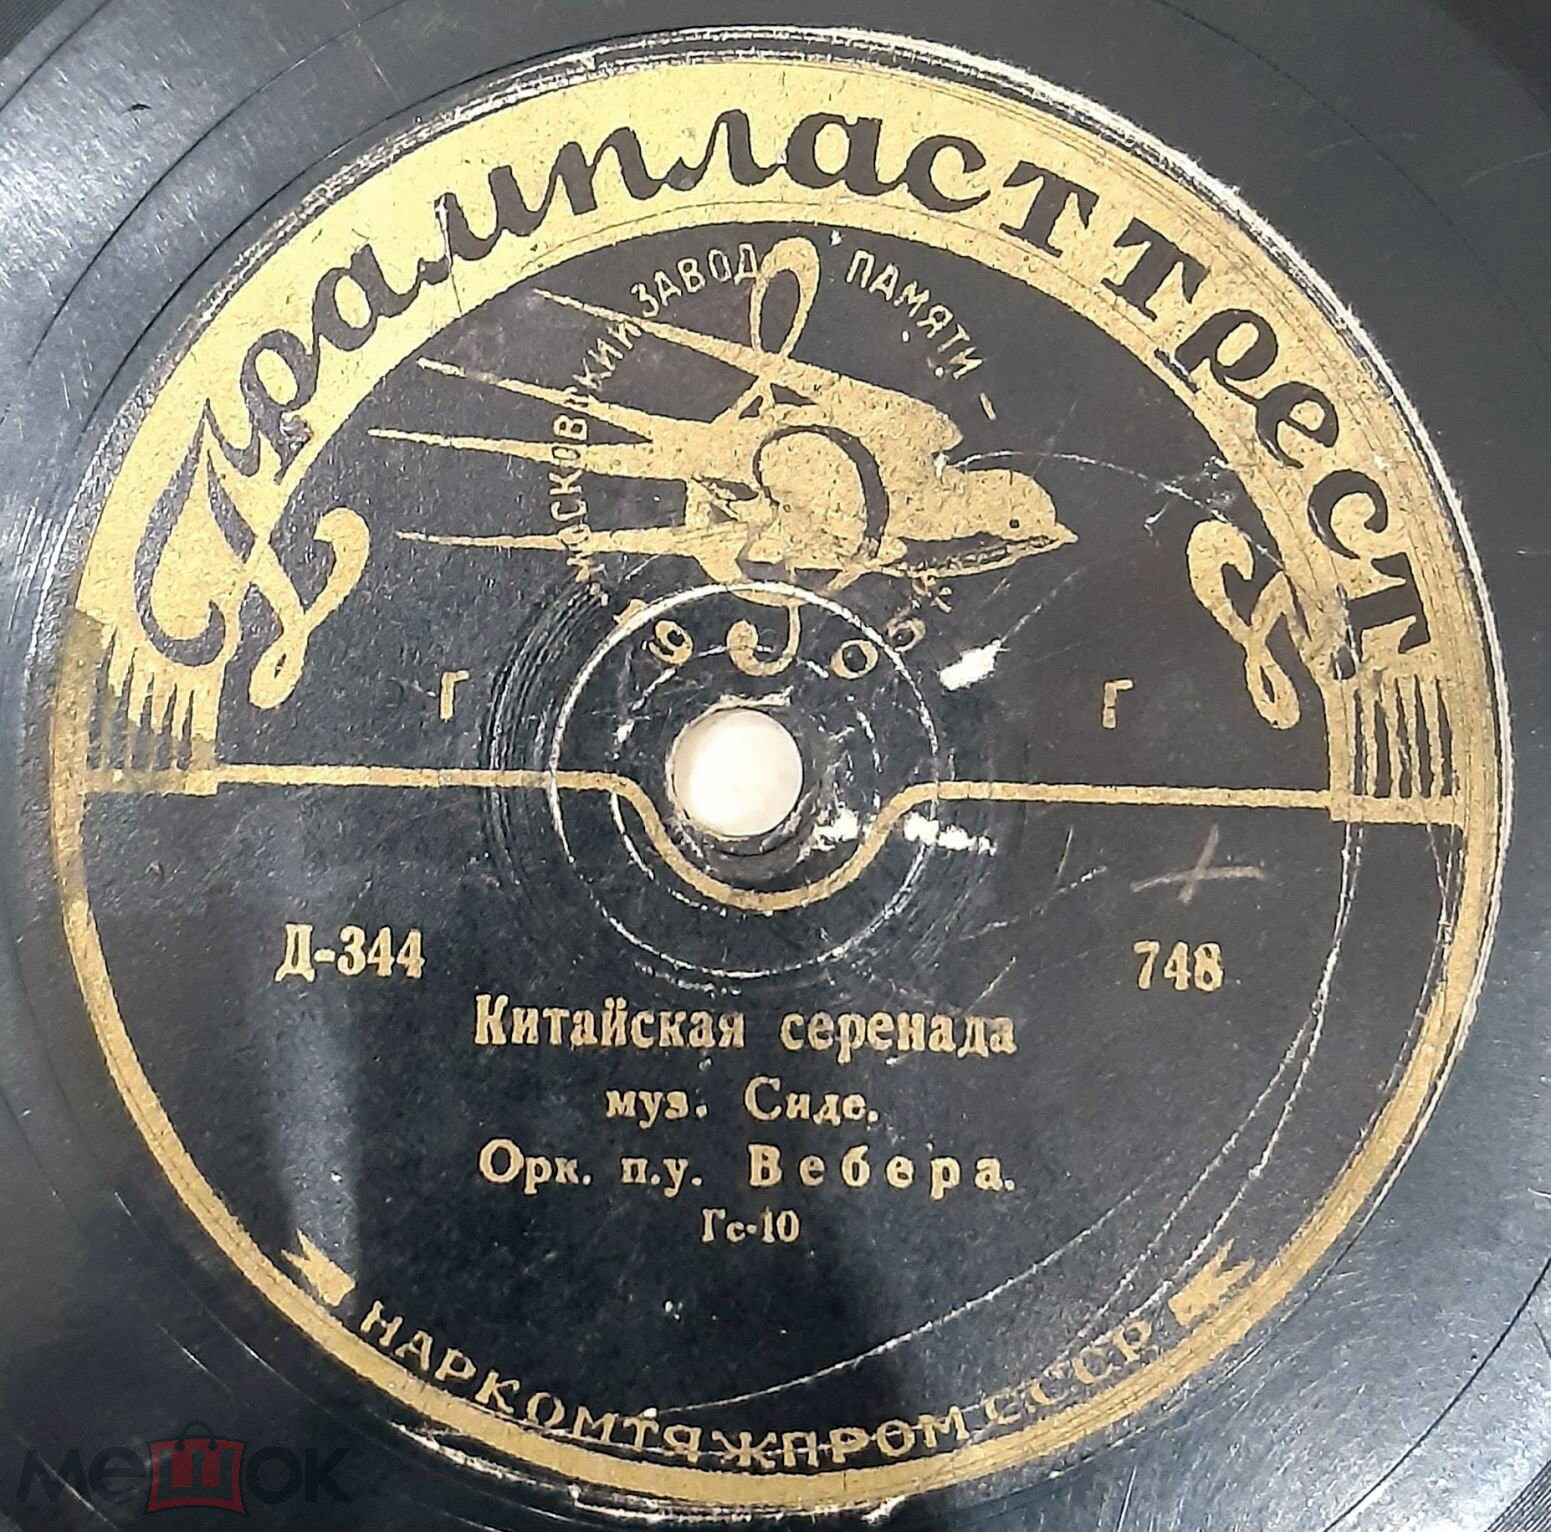 Грампласттрест
МОСКОВСКИЙ ЗАВОД ПАМЯТИ -
1905 Г.
Г Г
Д-344 748
Китайская серенада
муз. Сиде.
Орк. п.у. Вебера.
Гс-10
НАРКОМТЯЖПРОМ СССР
мешок